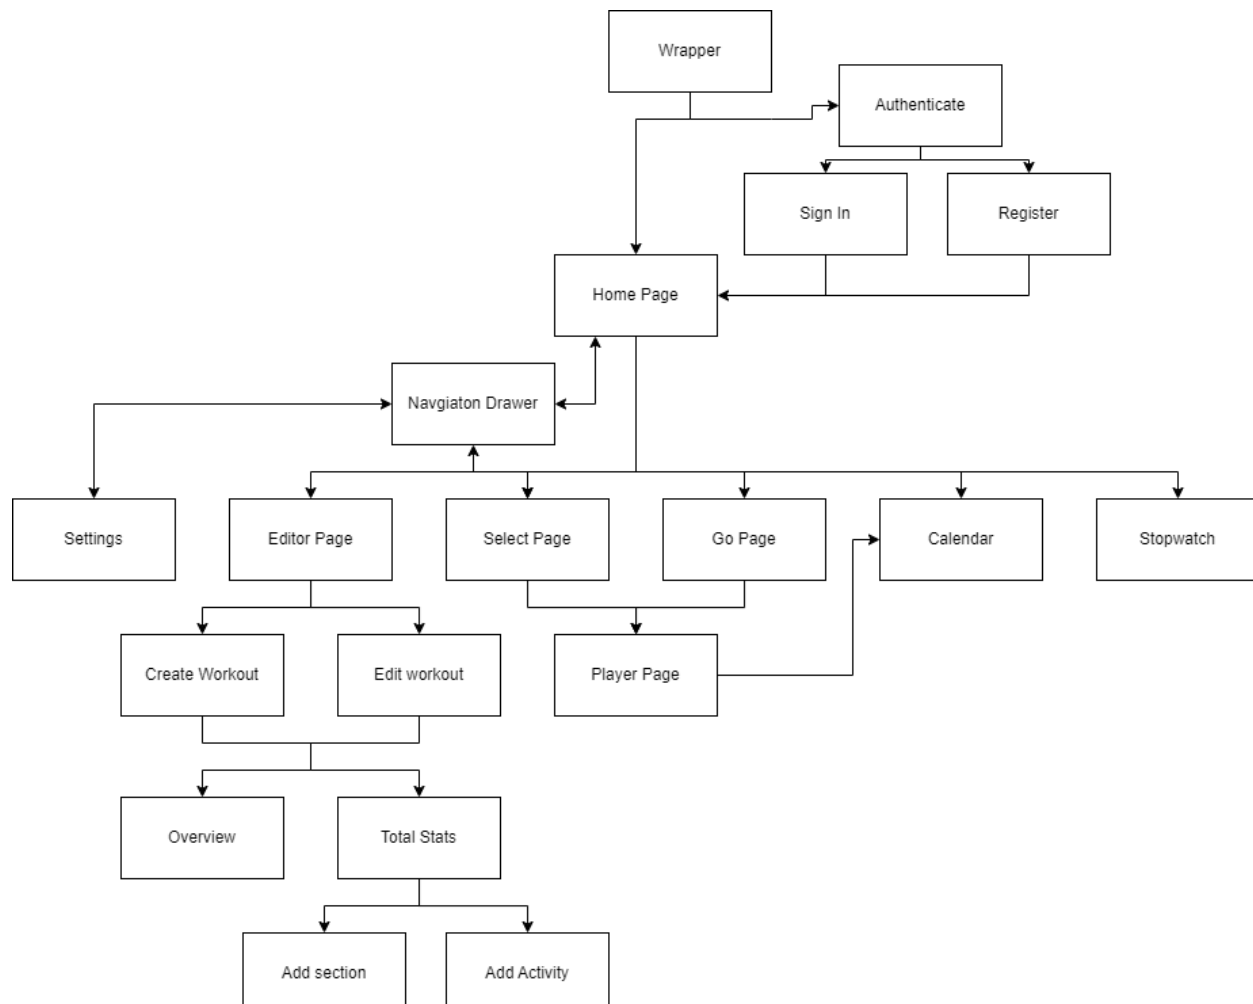 Wrapper
Authenticate
Sign In
Register
Home Page
Navgiaton Drawer
Settings
Editor Page
Select Page
Go Page
Calendar
Stopwatch
Create Workout
Edit workout
Player Page
Overview
Total Stats
Add section
Add Activity